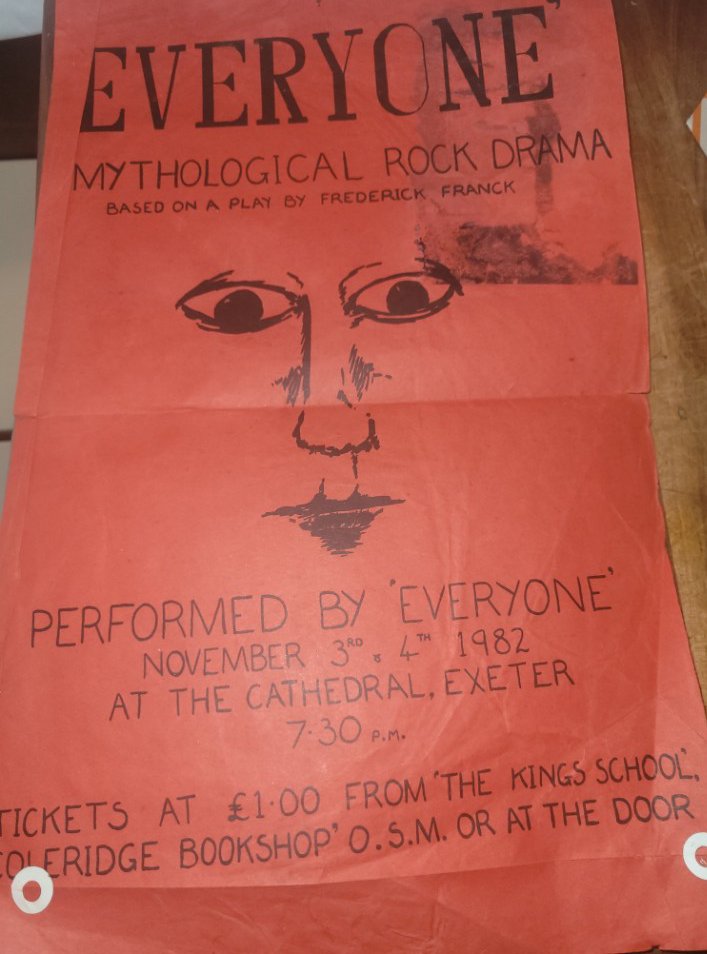 EVERYONE'
MYTHOLOGICAL ROCK DRAMA
BASED ON A PLAY BY FREDERICK FRANCK
PERFORMED BY 'EVERYONE'
NOVEMBER 3RD & 4TH 1982
AT THE CATHEDRAL, EXETER
7·30 P.M.
TICKETS AT £1·00 FROM 'THE KINGS SCHOOL',
COLERIDGE BOOKSHOP' O.S.M. OR AT THE DOOR